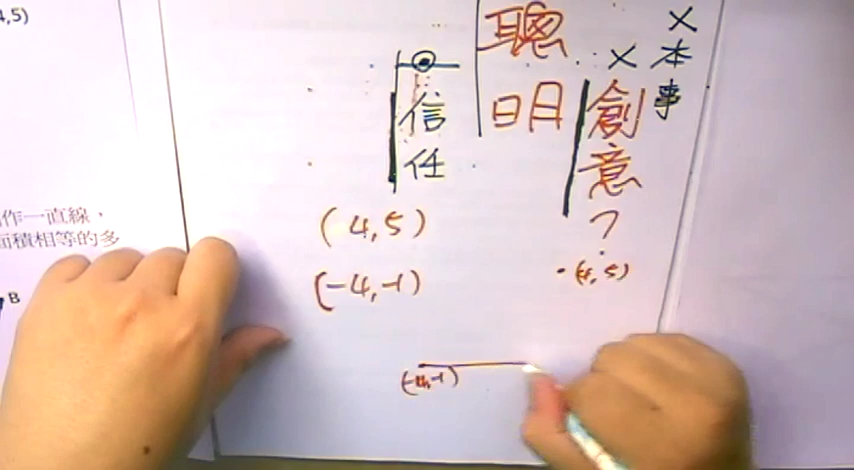 4,5)
作一直線，
面積相等的多
B
×本事
×創意?
聰明
信任
(4,5)
(-4,-1)
(4,5)
(-4,-1)